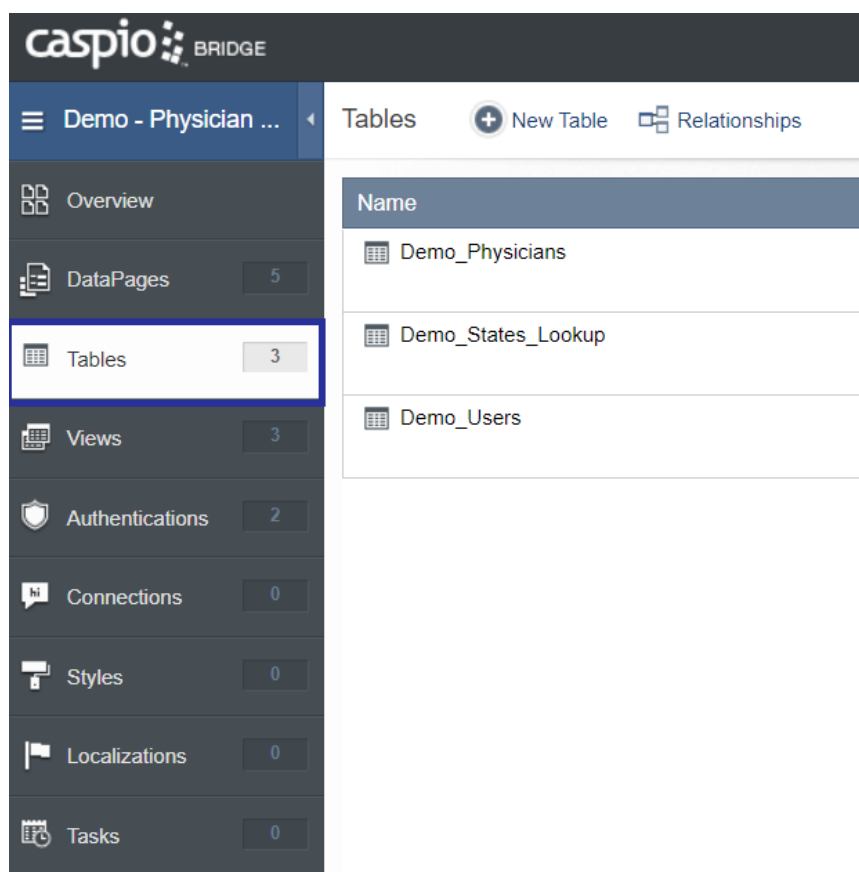 caspio BRIDGE
Demo - Physician ...
Tables New Table Relationships
Overview
Name
Demo_Physicians
DataPages 5
Demo_States_Lookup
Tables 3
Demo_Users
Views 3
Authentications 2
hi Connections 0
Styles 0
Localizations 0
Tasks 0